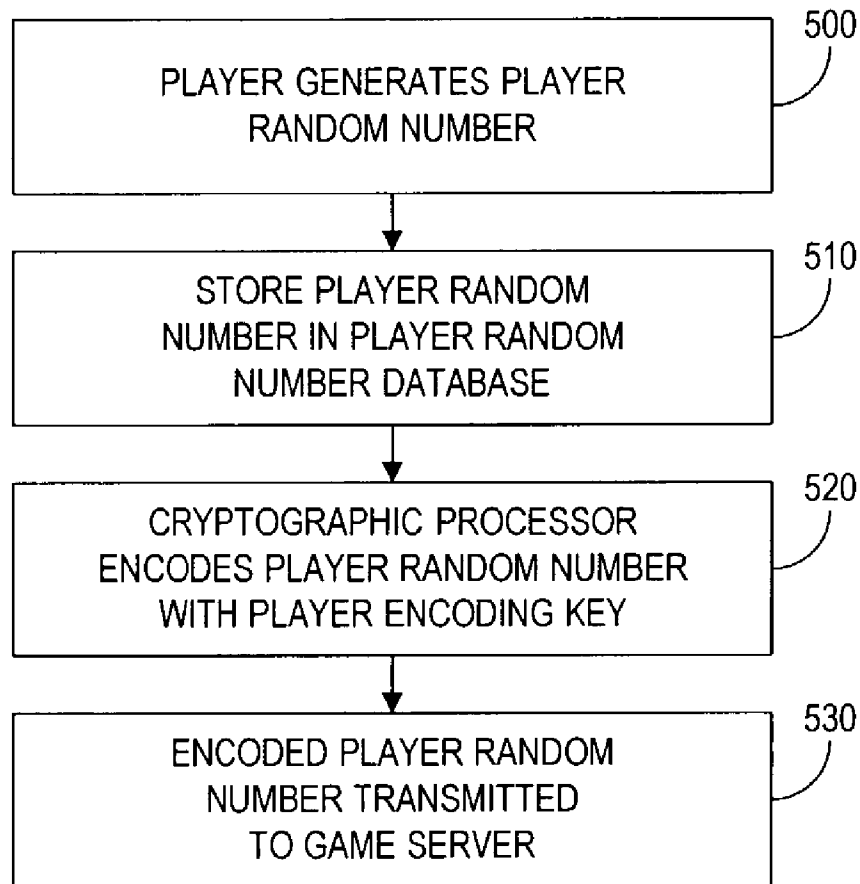 500
PLAYER GENERATES PLAYER
RANDOM NUMBER
510
STORE PLAYER RANDOM
NUMBER IN PLAYER RANDOM
NUMBER DATABASE
520
CRYPTOGRAPHIC PROCESSOR
ENCODES PLAYER RANDOM NUMBER
WITH PLAYER ENCODING KEY
530
ENCODED PLAYER RANDOM
NUMBER TRANSMITTED
TO GAME SERVER